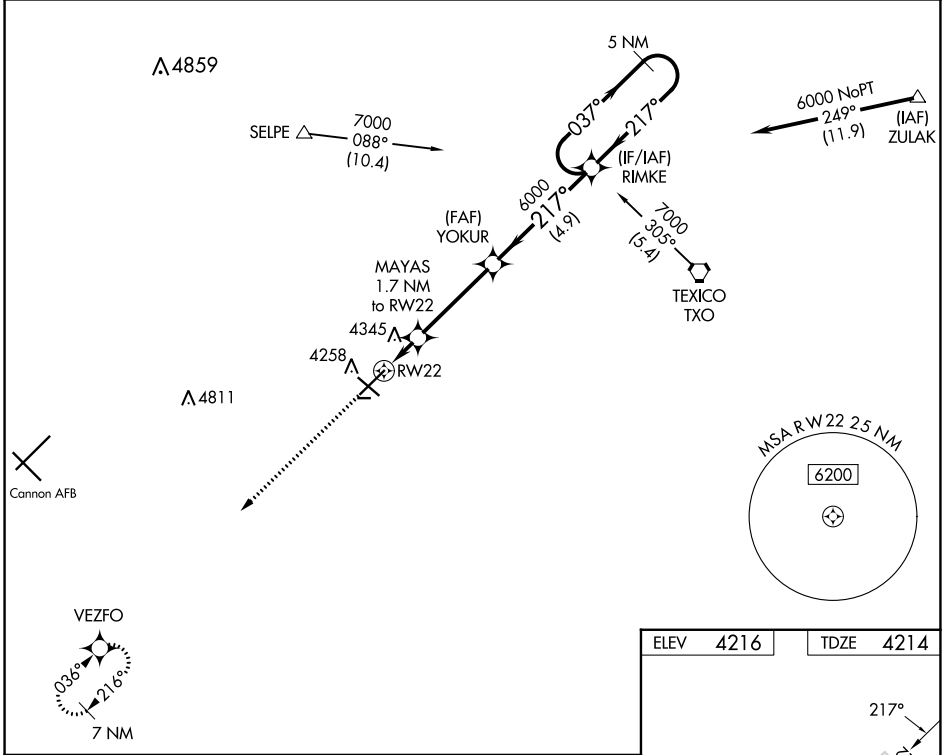 5 NM
4859
037°
217°
6000 NoPT
249°
(11.9)
(IAF)
ZULAK
SELPE
7000
088°
(10.4)
(IF/IAF)
RIMKE
6000
217°
(4.9)
(FAF)
YOKUR
7000
305°
(5.4)
TEXICO
TXO
MAYAS
1.7 NM
to RW22
4345
4258
RW22
4811
Cannon AFB
MSA RW22 25 NM
6200
VEZFO
036°
216°
7 NM
ELEV 4216
TDZE 4214
217°